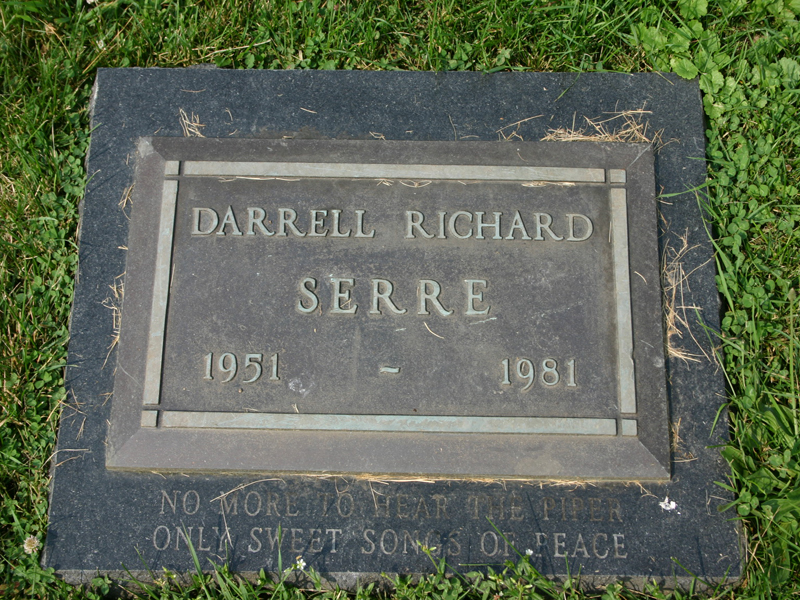 DARRELL RICHARD
SERRE
1951 - 1981
NO MORE TO HEAR THE PIPER
ONLY SWEET SONGS OF PEACE